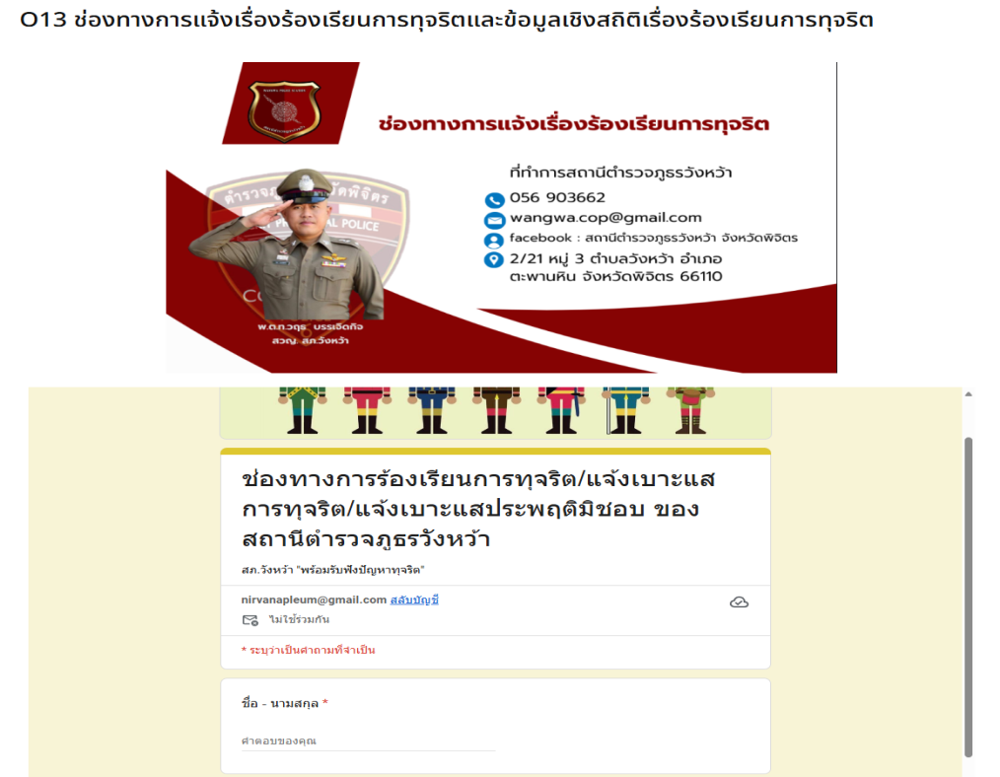 O13 ช่องทางการแจ้งเรื่องร้องเรียนการทุจริตและข้อมูลเชิงสถิติเรื่องร้องเรียนการทุจริต
ช่องทางการแจ้งเรื่องร้องเรียนการทุจริต
ที่ทำการสถานีตำรวจภูธรวังหว้า
056 903662
wangwa.cop@gmail.com
facebook : สถานีตำรวจภูธรวังหว้า จังหวัดพิจิตร
2/21 หมู่ 3 ตำบลวังหว้า อำเภอ
ตะพานหิน จังหวัดพิจิตร 66110
พ.ต.ท.วฤธ บรรเจิดกิจ
สวญ. สภ.วังหว้า
ช่องทางการร้องเรียนการทุจริต/แจ้งเบาะแส
การทุจริต/แจ้งเบาะแสประพฤติมิชอบ ของ
สถานีตำรวจภูธรวังหว้า
สภ.วังหว้า "พร้อมรับฟังปัญหาทุจริต"
nirvanapleum@gmail.com สลับบัญชี
ไม่ใช้ร่วมกัน
* ระบุว่าเป็นคำถามที่จำเป็น
ชื่อ - นามสกุล *
คำตอบของคุณ